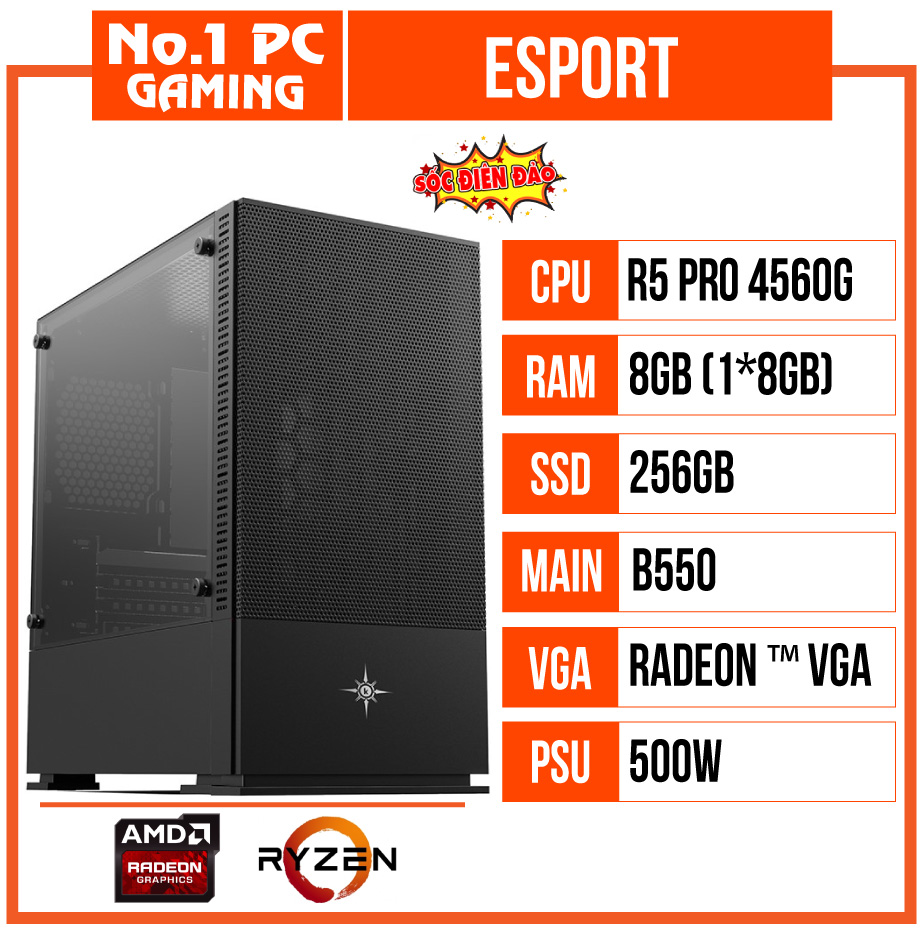 No.1 PC
GAMING
ESPORT
SỐC ĐIÊN ĐẢO
CPU R5 PRO 4560G
RAM 8GB (1*8GB)
SSD 256GB
MAIN B550
VGA RADEON ™ VGA
PSU 500W
AMD
RADEON
GRAPHICS
RYZEN